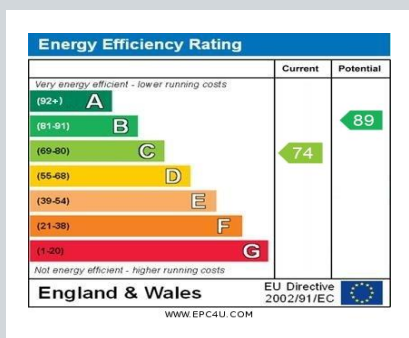 Energy Efficiency Rating
Current Potential
Very energy efficient - lower running costs
(92+) A
(81-91) B
89
(69-80) C
74
(55-68) D
(39-54) E
(21-38) F
(1-20) G
Not energy efficient - higher running costs
England & Wales
EU Directive
2002/91/EC
WWW.EPC4U.COM